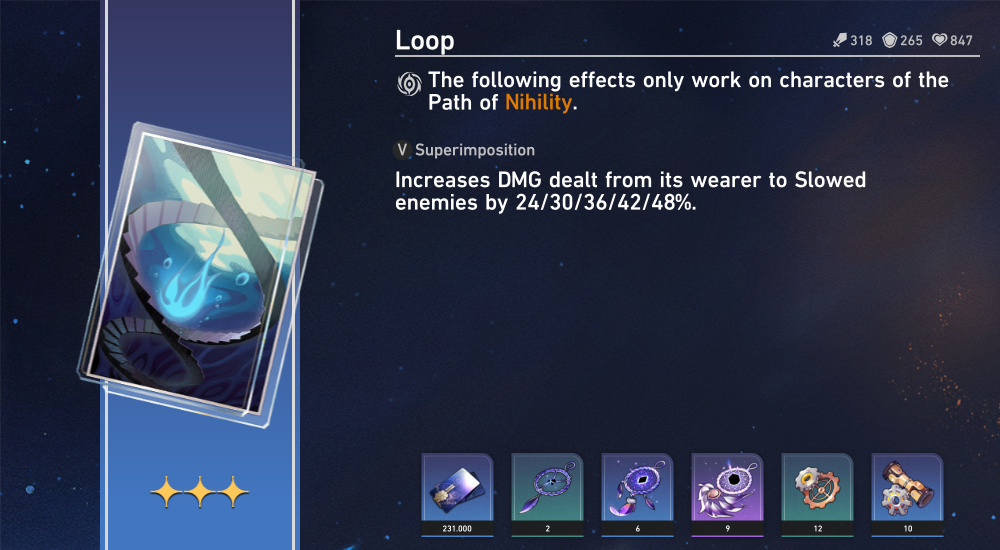 Loop
318 265 847
The following effects only work on characters of the
Path of Nihility.
V Superimposition
Increases DMG dealt from its wearer to Slowed
enemies by 24/30/36/42/48%.
231.000 2 6 9 12 10